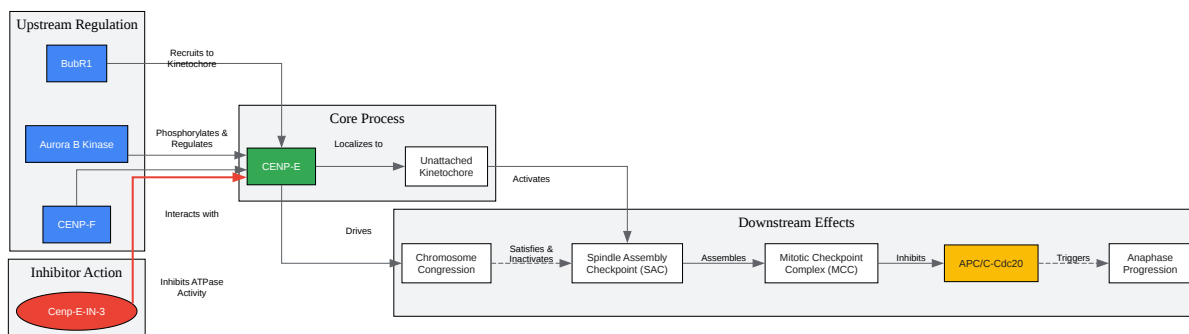 Upstream Regulation
BubR1
Recruits to
Kinetochore
Aurora B Kinase
Phosphorylates &
Regulates
CENP-F
Interacts with
Inhibitor Action
Cenp-E-IN-3
Inhibits ATPase
Activity
Core Process
CENP-E
Localizes to
Unattached
Kinetochore
Activates
Drives
Downstream Effects
Chromosome
Congression
Satisfies &
Inactivates
Spindle Assembly
Checkpoint (SAC)
Assembles
Mitotic Checkpoint
Complex (MCC)
Inhibits
APC/C-Cdc20
Triggers
Anaphase
Progression